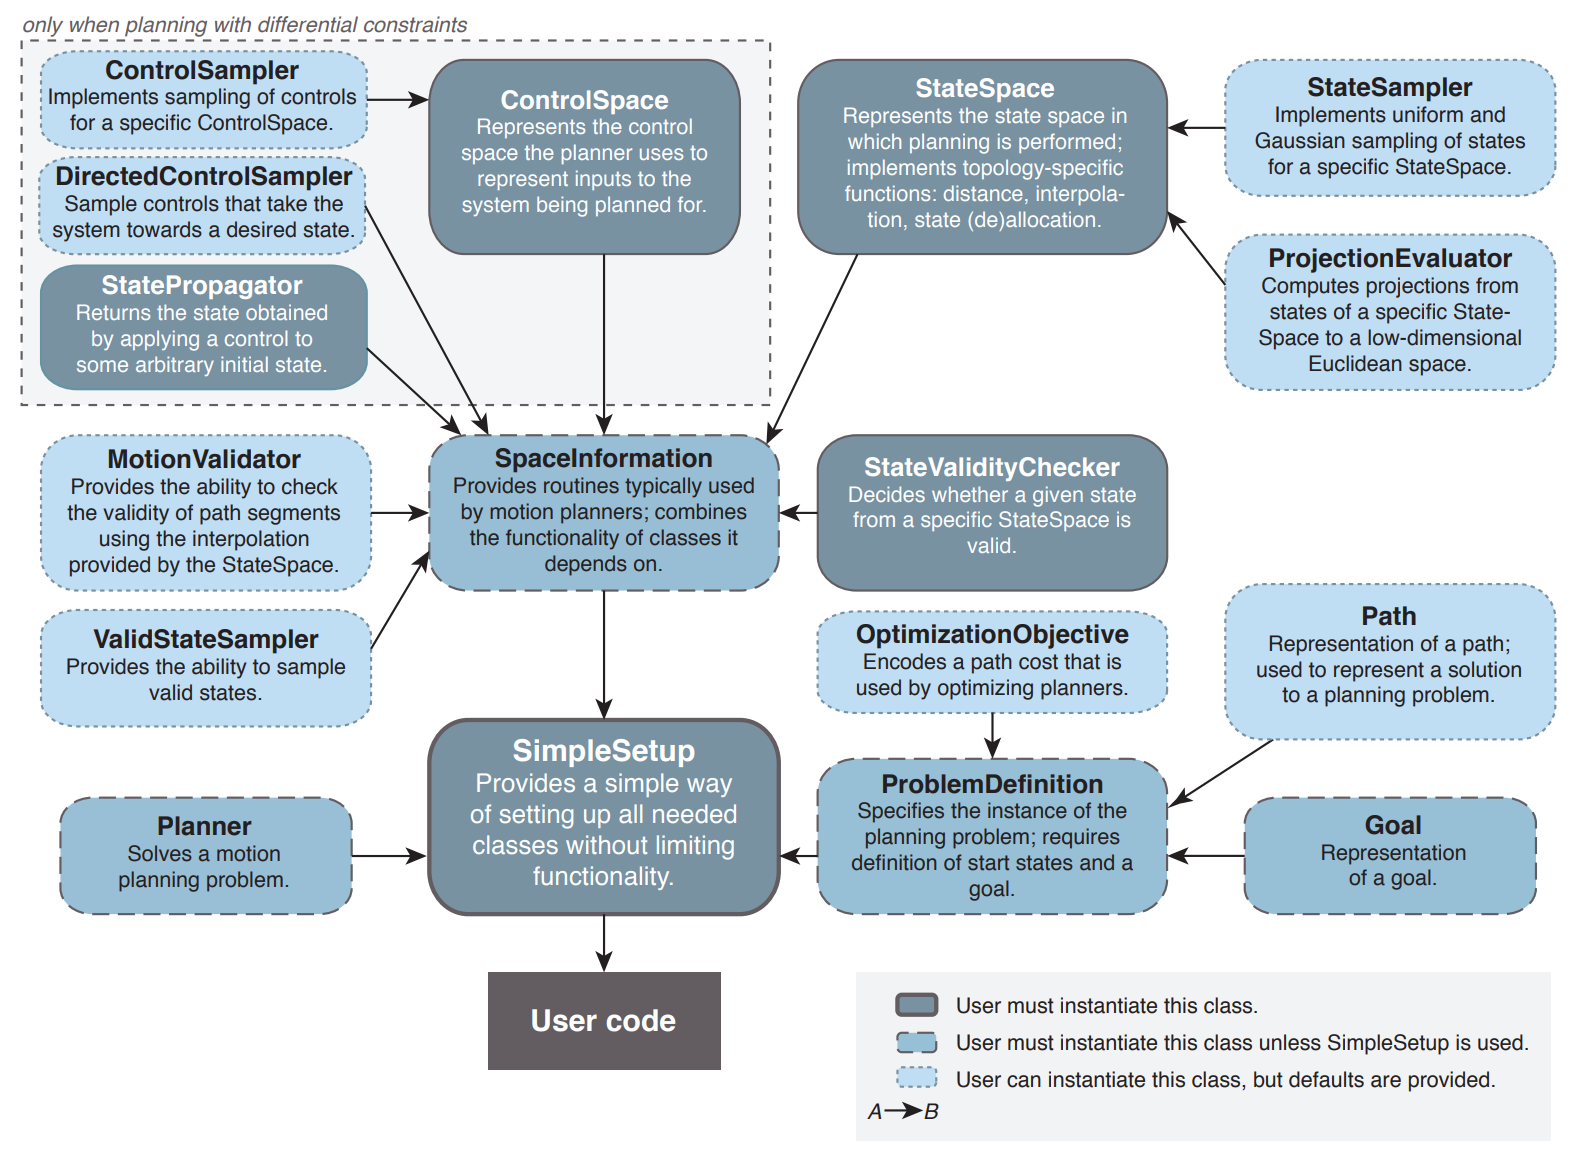 only when planning with differential constraints
ControlSampler
Implements sampling of controls
for a specific ControlSpace.
DirectedControlSampler
Sample controls that take the
system towards a desired state.
StatePropagator
Returns the state obtained
by applying a control to
some arbitrary initial state.
ControlSpace
Represents the control
space the planner uses to
represent inputs to the
system being planned for.
StateSpace
Represents the state space in
which planning is performed;
implements topology-specific
functions: distance, interpola-
tion, state (de)allocation.
StateSampler
Implements uniform and
Gaussian sampling of states
for a specific StateSpace.
ProjectionEvaluator
Computes projections from
states of a specific State-
Space to a low-dimensional
Euclidean space.
MotionValidator
Provides the ability to check
the validity of path segments
using the interpolation
provided by the StateSpace.
SpaceInformation
Provides routines typically used
by motion planners; combines
the functionality of classes it
depends on.
StateValidityChecker
Decides whether a given state
from a specific StateSpace is
valid.
ValidStateSampler
Provides the ability to sample
valid states.
OptimizationObjective
Encodes a path cost that is
used by optimizing planners.
Path
Representation of a path;
used to represent a solution
to a planning problem.
SimpleSetup
Provides a simple way
of setting up all needed
classes without limiting
functionality.
Planner
Solves a motion
planning problem.
ProblemDefinition
Specifies the instance of the
planning problem; requires
definition of start states and a
goal.
Goal
Representation
of a goal.
User code
User must instantiate this class.
User must instantiate this class unless SimpleSetup is used.
User can instantiate this class, but defaults are provided.
A B